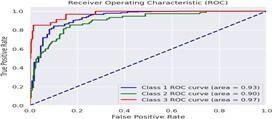 Receiver Operating Characteristic (ROC)
True Positive Rate
1.0
0.8
0.6
0.4
0.2
0.0
Class 1 ROC curve (area = 0.93)
Class 2 ROC curve (area = 0.90)
Class 3 ROC curve (area = 0.97)
0.0 0.2 0.4 0.6 0.8 1.0
False Positive Rate